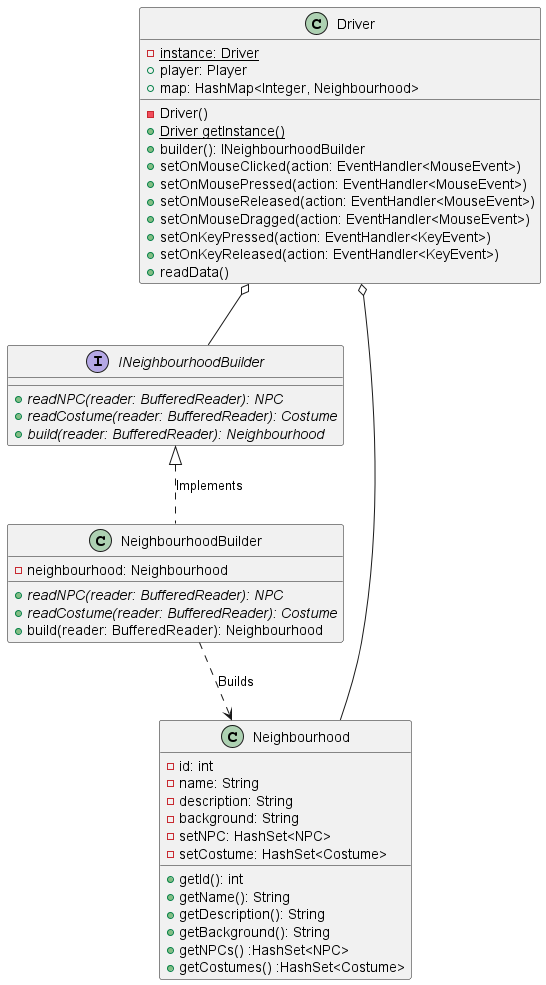 C Driver
instance: Driver
player: Player
map: HashMap<Integer, Neighbourhood>
Driver()
Driver getInstance()
builder(): INeighbourhoodBuilder
setOnMouseClicked(action: EventHandler<MouseEvent>)
setOnMousePressed(action: EventHandler<MouseEvent>)
setOnMouseReleased(action: EventHandler<MouseEvent>)
setOnMouseDragged(action: EventHandler<MouseEvent>)
setOnKeyPressed(action: EventHandler<KeyEvent>)
setOnKeyReleased(action: EventHandler<KeyEvent>)
readData()
I INeighbourhoodBuilder
readNPC(reader: BufferedReader): NPC
readCostume(reader: BufferedReader): Costume
build(reader: BufferedReader): Neighbourhood
Implements
C NeighbourhoodBuilder
neighbourhood: Neighbourhood
readNPC(reader: BufferedReader): NPC
readCostume(reader: BufferedReader): Costume
build(reader: BufferedReader): Neighbourhood
Builds
C Neighbourhood
id: int
name: String
description: String
background: String
setNPC: HashSet<NPC>
setCostume: HashSet<Costume>
getId(): int
getName(): String
getDescription(): String
getBackground(): String
getNPCs() :HashSet<NPC>
getCostumes() :HashSet<Costume>